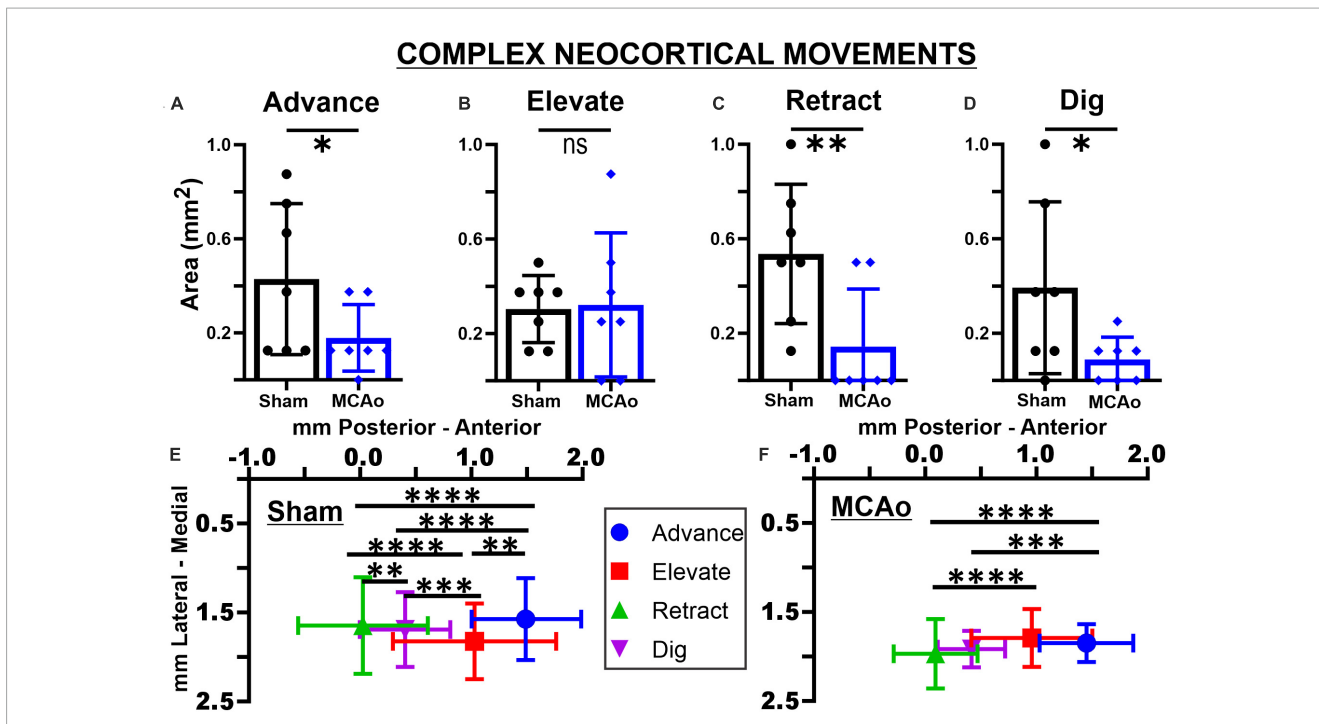 COMPLEX NEOCORTICAL MOVEMENTS
A Advance B Elevate C Retract D Dig
* ns ** *
1.0 1.0 1.0 1.0
Area (mm²)
0.6 0.6 0.6 0.6
0.2 0.2 0.2 0.2
Sham MCAo Sham MCAo Sham MCAo Sham MCAo
mm Posterior - Anterior mm Posterior - Anterior
E -1.0 0.0 1.0 2.0 F -1.0 0.0 1.0 2.0
mm Lateral - Medial
0.5 0.5
1.5 1.5
2.5 2.5
Sham
****
****
**** **
**
***
Advance
Elevate
Retract
Dig
MCAo
****
***
****